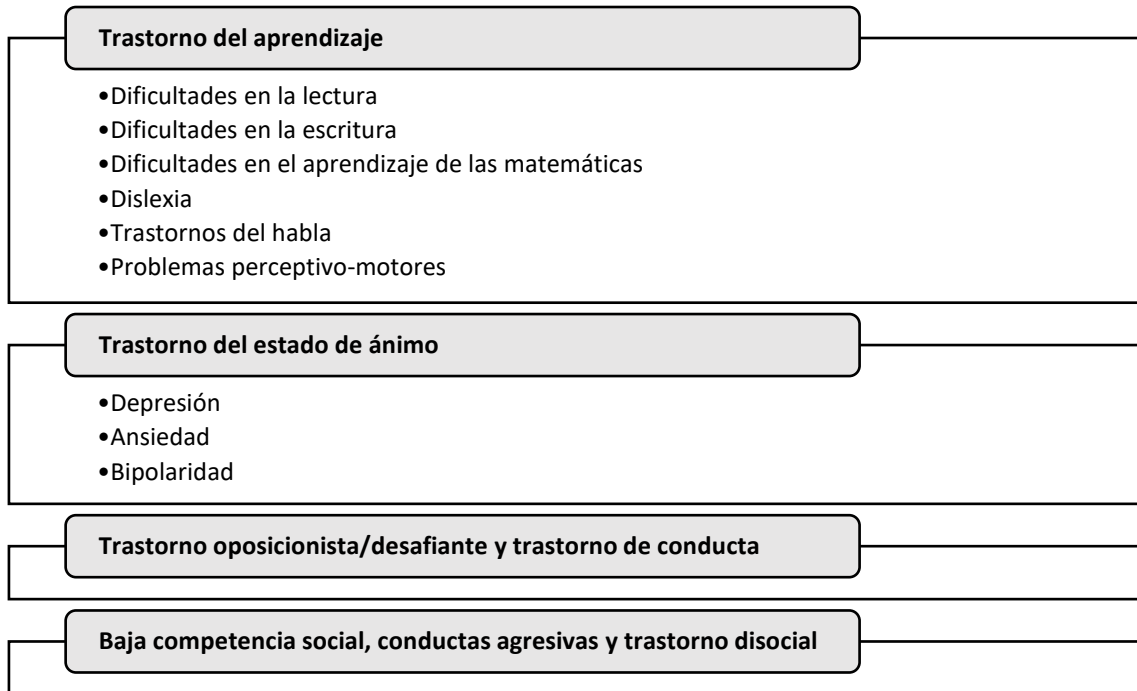 Trastorno del aprendizaje
•Dificultades en la lectura
•Dificultades en la escritura
•Dificultades en el aprendizaje de las matemáticas
•Dislexia
•Trastornos del habla
•Problemas perceptivo-motores
Trastorno del estado de ánimo
•Depresión
•Ansiedad
•Bipolaridad
Trastorno oposicionista/desafiante y trastorno de conducta
Baja competencia social, conductas agresivas y trastorno disocial